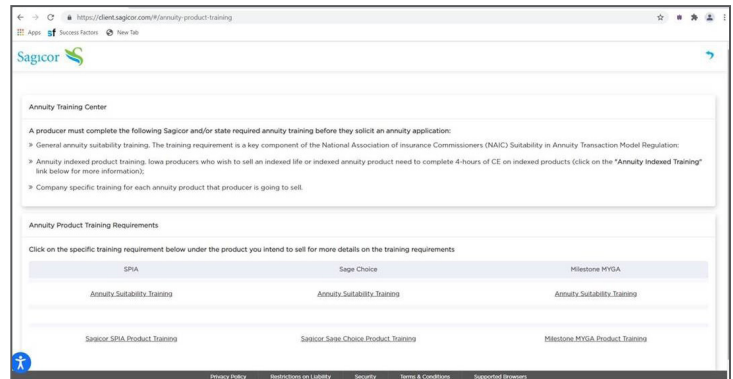 https://client.sagicor.com/#/annuity-product-training
Apps sf Success Factors New Tab
Sagicor
Annuity Training Center
A producer must complete the following Sagicor and/or state required annuity training before they solicit an annuity application:
» General annuity suitability training. The training requirement is a key component of the National Association of insurance Commissioners (NAIC) Suitability in Annuity Transaction Model Regulation;
» Annuity indexed product training. Iowa producers who wish to sell an indexed life or indexed annuity product need to complete 4-hours of CE on indexed products (click on the "Annuity Indexed Training"
link below for more information);
» Company specific training for each annuity product that producer is going to sell.
Annuity Product Training Requirements
Click on the specific training requirement below under the product you intend to sell for more details on the training requirements
SPIA Sage Choice Milestone MYGA
Annuity Suitability Training Annuity Suitability Training Annuity Suitability Training
Sagicor SPIA Product Training Sagicor Sage Choice Product Training Milestone MYGA Product Training
Privacy Policy Restrictions on Liability Security Terms & Conditions Supported Browsers